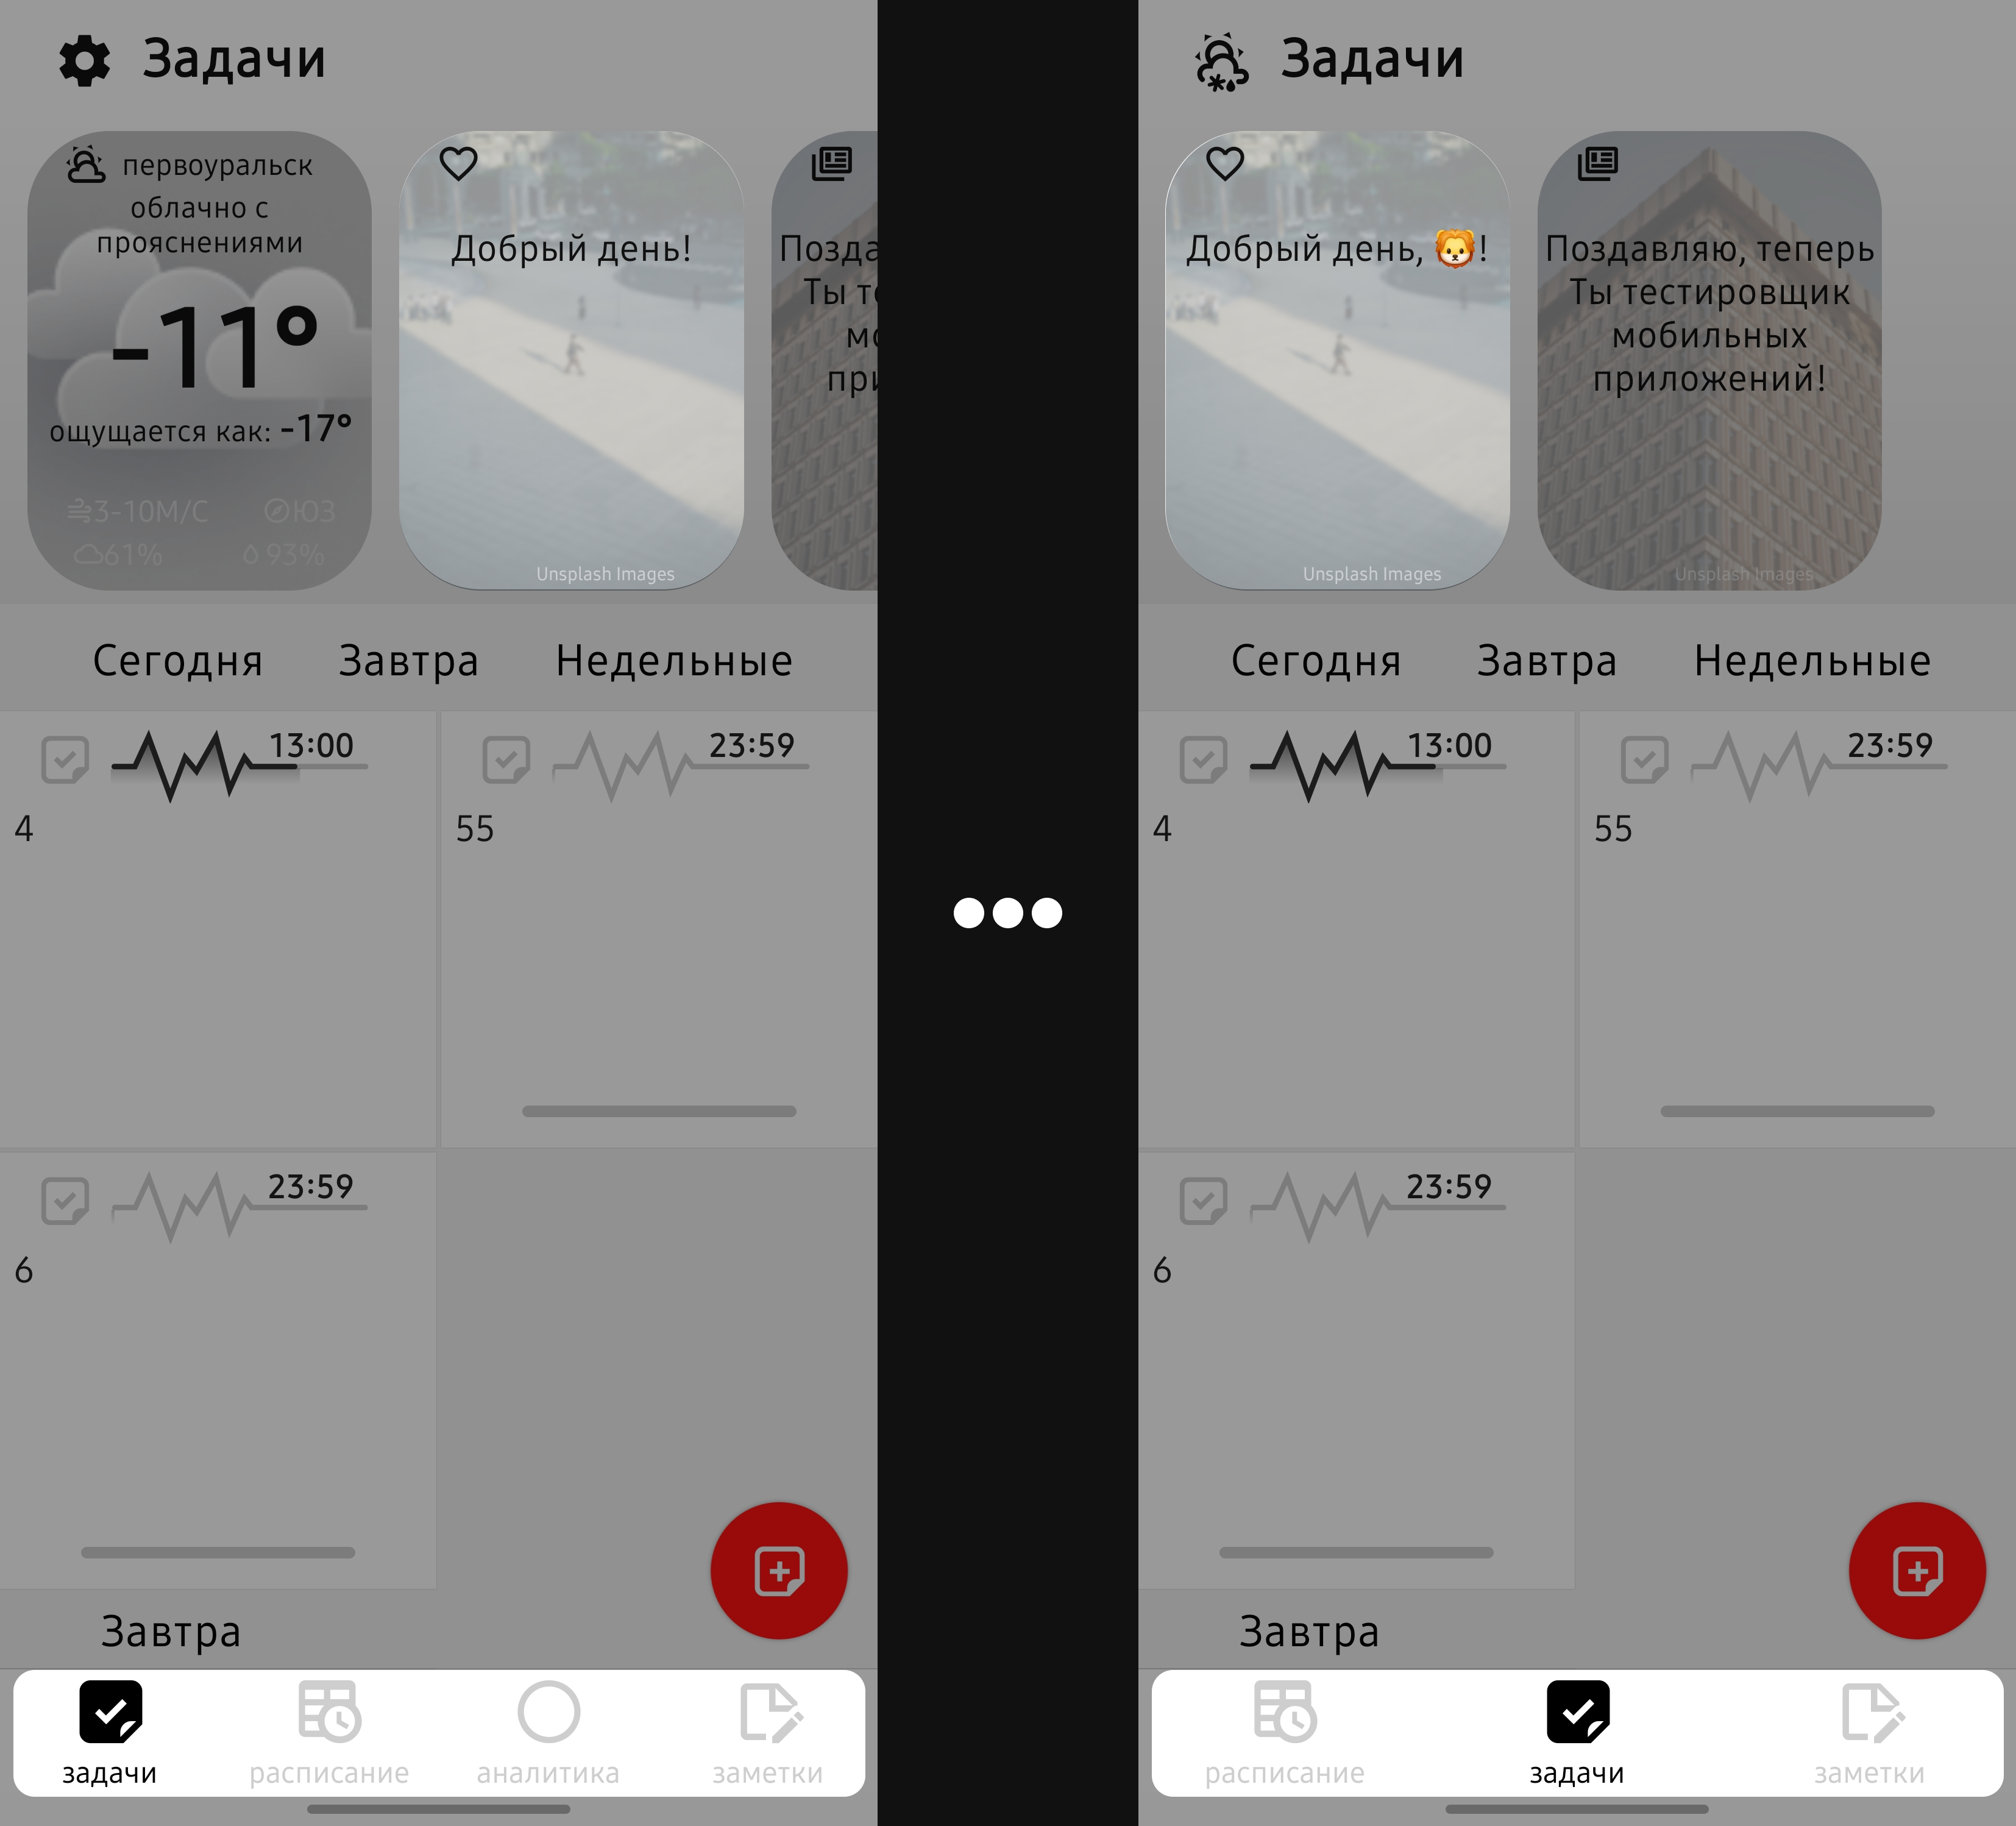 Задачи
первоуральск
облачно с
прояснениями
-11°
ощущается как: -17°
3-10М/С
ЮЗ
61%
93%
Добрый день!
Unsplash Images
Позда
Ты т
м
при
Сегодня
Завтра
Недельные
13:00
4
23:59
55
23:59
6
Завтра
задачи
расписание
аналитика
заметки
Задачи
Добрый день, 🦁!
Unsplash Images
Поздавляю, теперь
Ты тестировщик
мобильных
приложений!
Unsplash Images
Сегодня
Завтра
Недельные
13:00
4
23:59
55
23:59
6
Завтра
расписание
задачи
заметки